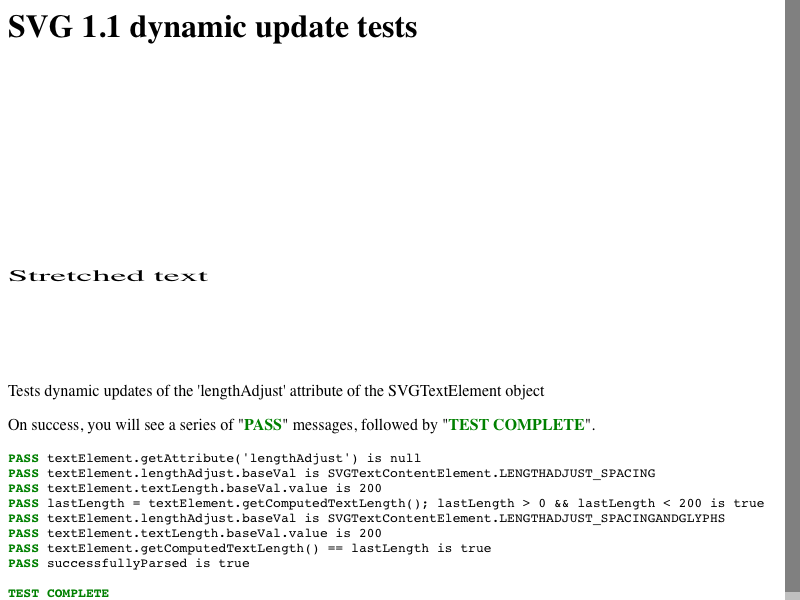 SVG 1.1 dynamic update tests
Stretched text
Tests dynamic updates of the 'lengthAdjust' attribute of the SVGTextElement object
On success, you will see a series of "PASS" messages, followed by "TEST COMPLETE".
PASS textElement.getAttribute('lengthAdjust') is null
PASS textElement.lengthAdjust.baseVal is SVGTextContentElement.LENGTHADJUST_SPACING
PASS textElement.textLength.baseVal.value is 200
PASS lastLength = textElement.getComputedTextLength(); lastLength > 0 && lastLength < 200 is true
PASS textElement.lengthAdjust.baseVal is SVGTextContentElement.LENGTHADJUST_SPACINGANDGLYPHS
PASS textElement.textLength.baseVal.value is 200
PASS textElement.getComputedTextLength() == lastLength is true
PASS successfullyParsed is true
TEST COMPLETE